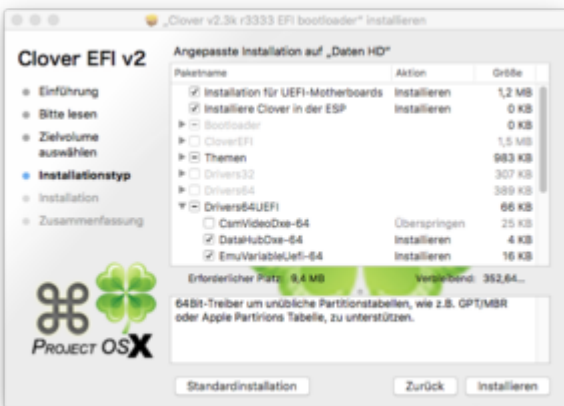 „Clover v2.3k r3333 EFI bootloader“ installieren
Clover EFI v2
Angepasste Installation auf „Daten HD“
Paketname Aktion Größe
Einführung
Bitte lesen
Zielvolume
auswählen
Installationstyp
Installation
Zusammenfassung
Installation für UEFI-Motherboards Installieren 1,2 MB
Installiere Clover in der ESP Installieren 0 KB
Bootloader 0 KB
CloverEFI 1,5 MB
Themen 983 KB
Drivers32 307 KB
Drivers64 389 KB
Drivers64UEFI 66 KB
CsmVideoDxe-64 Überspringen 25 KB
DataHubDxe-64 Installieren 4 KB
EmuVariableUefi-64 Installieren 16 KB
Erforderlicher Platz: 9,4 MB Verbleibend: 352,64...
64Bit-Treiber um unübliche Partitionstabellen, wie z.B. GPT/MBR
oder Apple Partirions Tabelle, zu unterstützen.
PROJECT OSX
Standardinstallation Zurück Installieren